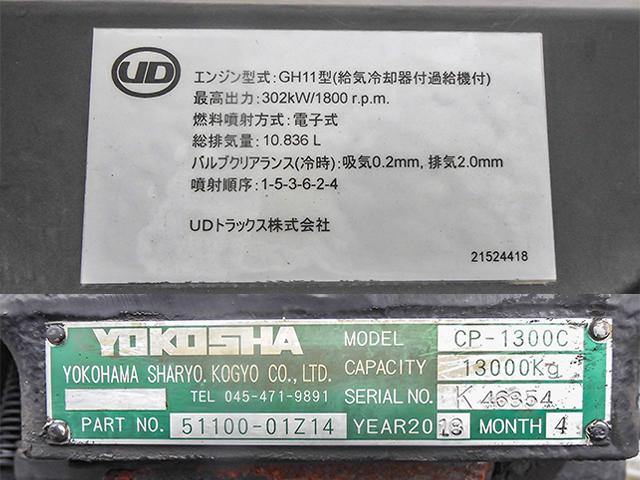 UD
エンジン型式:GH11型(給気冷却器付過給機付)
最高出力:302kW/1800 r.p.m.
燃料噴射方式:電子式
総排気量:10.836 L
バルブクリアランス(冷時):吸気0.2mm, 排気2.0mm
噴射順序:1-5-3-6-2-4
UDトラックス株式会社
21524418
YOKOSHA
YOKOHAMA SHARYO. KOGYO CO., LTD.
TEL 045-471-9891
PART NO. 51100-01Z14
MODEL CP-1300C
CAPACITY 13000Kg
SERIAL NO. K 46854
YEAR2018 MONTH 4